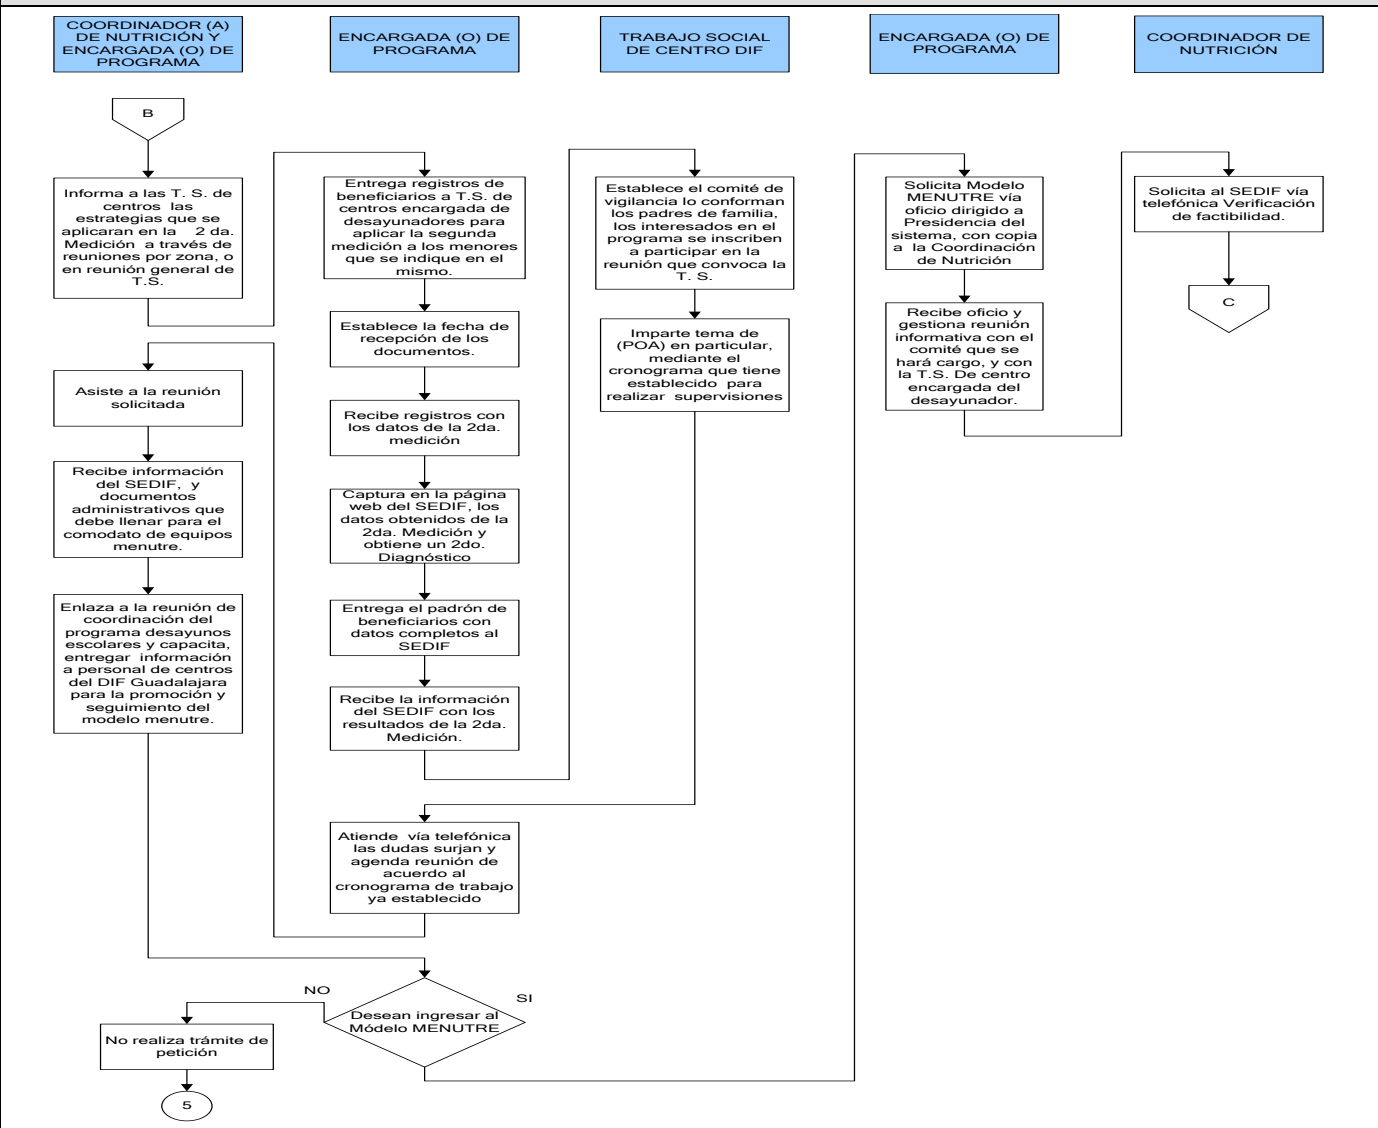 COORDINADOR (A)
DE NUTRICIÓN Y
ENCARGADA (O) DE
PROGRAMA
ENCARGADA (O) DE
PROGRAMA
TRABAJO SOCIAL
DE CENTRO DIF
ENCARGADA (O) DE
PROGRAMA
COORDINADOR DE
NUTRICIÓN
B
Informa a las T. S. de
centros las
estrategias que se
aplicaran en la 2 da.
Medición a través de
reuniones por zona, o
en reunión general de
T.S.
Asiste a la reunión
solicitada
Recibe información
del SEDIF, y
documentos
administrativos que
debe llenar para el
comodato de equipos
menutre.
Enlaza a la reunión de
coordinación del
programa desayunos
escolares y capacita,
entregar información
a personal de centros
del DIF Guadalajara
para la promoción y
seguimiento del
modelo menutre.
Entrega registros de
beneficiarios a T.S. de
centros encargada de
desayunadores para
aplicar la segunda
medición a los menores
que se indique en el
mismo.
Establece la fecha de
recepción de los
documentos.
Recibe registros con
los datos de la 2da.
medición
Captura en la página
web del SEDIF, los
datos obtenidos de la
2da. Medición y
obtiene un 2do.
Diagnóstico
Entrega el padrón de
beneficiarios con
datos completos al
SEDIF
Recibe la información
del SEDIF con los
resultados de la 2da.
Medición.
Atiende vía telefónica
las dudas surjan y
agenda reunión de
acuerdo al
cronograma de trabajo
ya establecido
Establece el comité de
vigilancia lo conforman
los padres de familia,
los interesados en el
programa se inscriben
a participar en la
reunión que convoca la
T. S.
Imparte tema de
(POA) en particular,
mediante el
cronograma que tiene
establecido para
realizar supervisiones
Solicita Modelo
MENUTRE vía
oficio dirigido a
Presidencia del
sistema, con copia
a la Coordinación
de Nutrición
Recibe oficio y
gestiona reunión
informativa con el
comité que se
hará cargo, y con
la T.S. De centro
encargada del
desayunador.
Solicita al SEDIF vía
telefónica Verificación
de factibilidad.
C
NO
SI
Desean ingresar al
Módelo MENUTRE
No realiza trámite de
petición
5